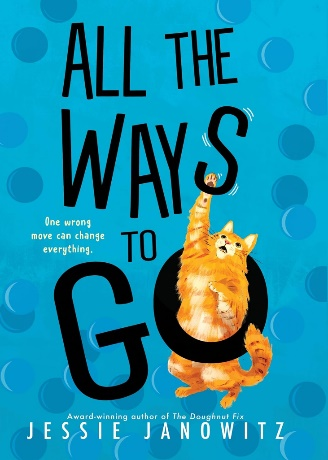 ALL THE
WAYS
TO
GO
One wrong
move can change
everything.
Award-winning author of The Doughnut Fix
JESSIE JANOWITZ